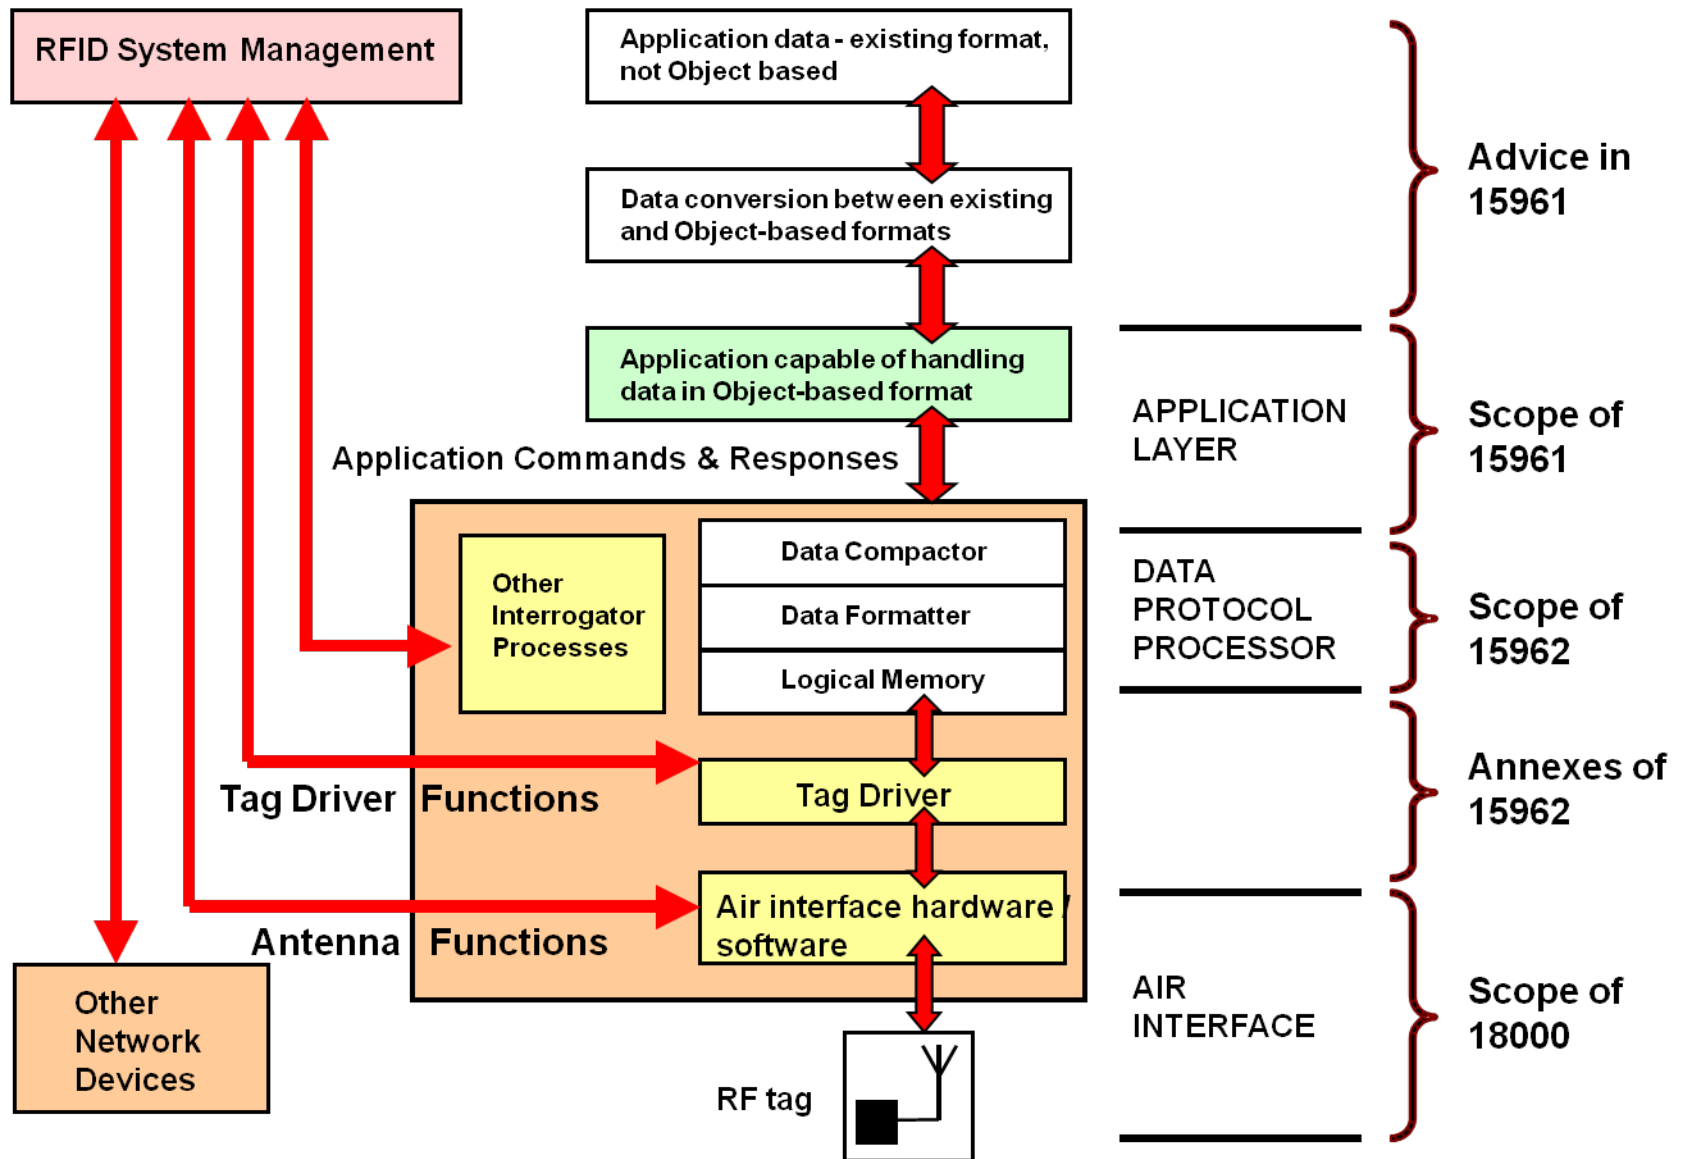 RFID System Management
Application data - existing format,
not Object based
Data conversion between existing
and Object-based formats
Application capable of handling
data in Object-based format
Application Commands & Responses
Other
Interrogator
Processes
Data Compactor
Data Formatter
Logical Memory
Tag Driver Functions
Tag Driver
Antenna Functions
Air interface hardware /
software
Other
Network
Devices
RF tag
APPLICATION
LAYER
DATA
PROTOCOL
PROCESSOR
AIR
INTERFACE
Advice in
15961
Scope of
15961
Scope of
15962
Annexes of
15962
Scope of
18000